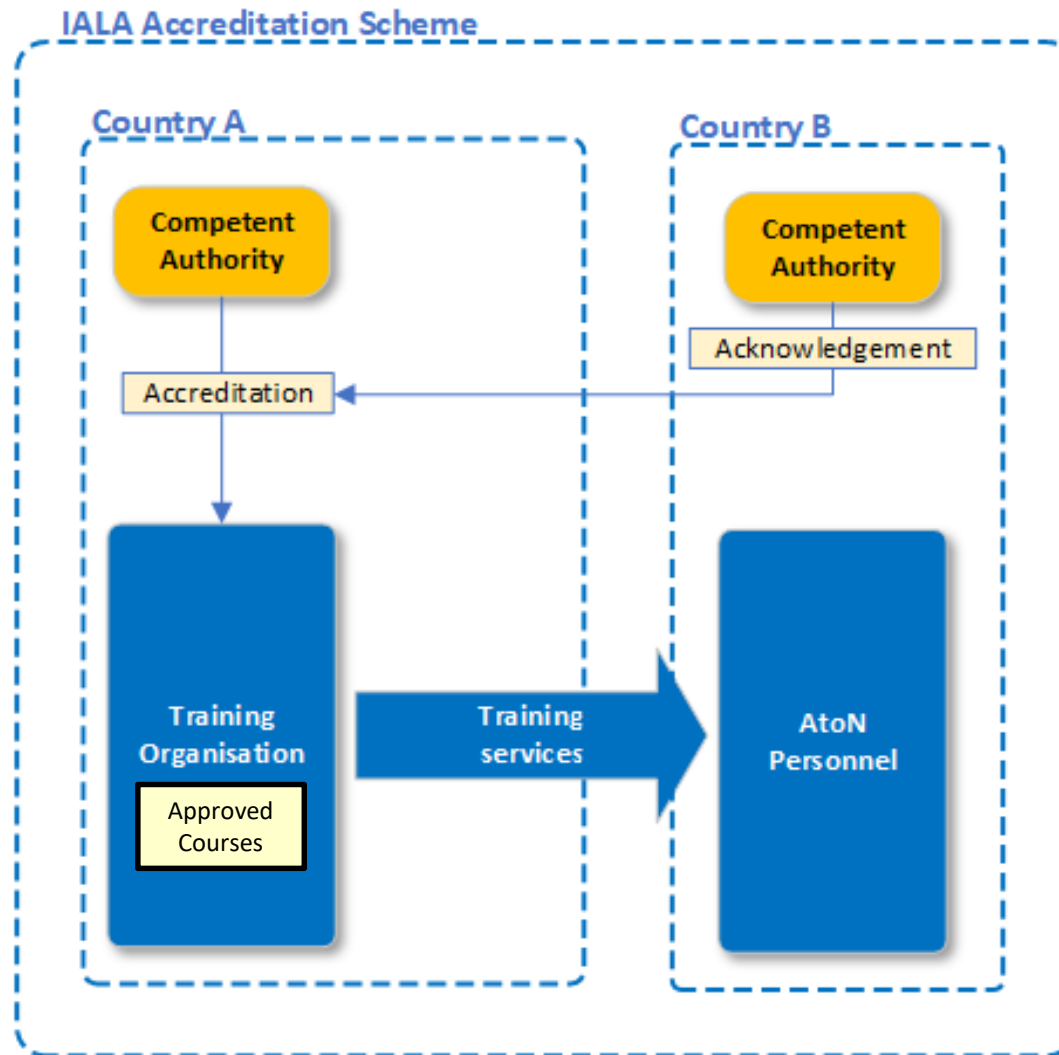 IALA Accreditation Scheme
Country A
Country B
Competent
Authority
Competent
Authority
Acknowledgement
Accreditation
Training
Organisation
Approved
Courses
Training
services
AtoN
Personnel